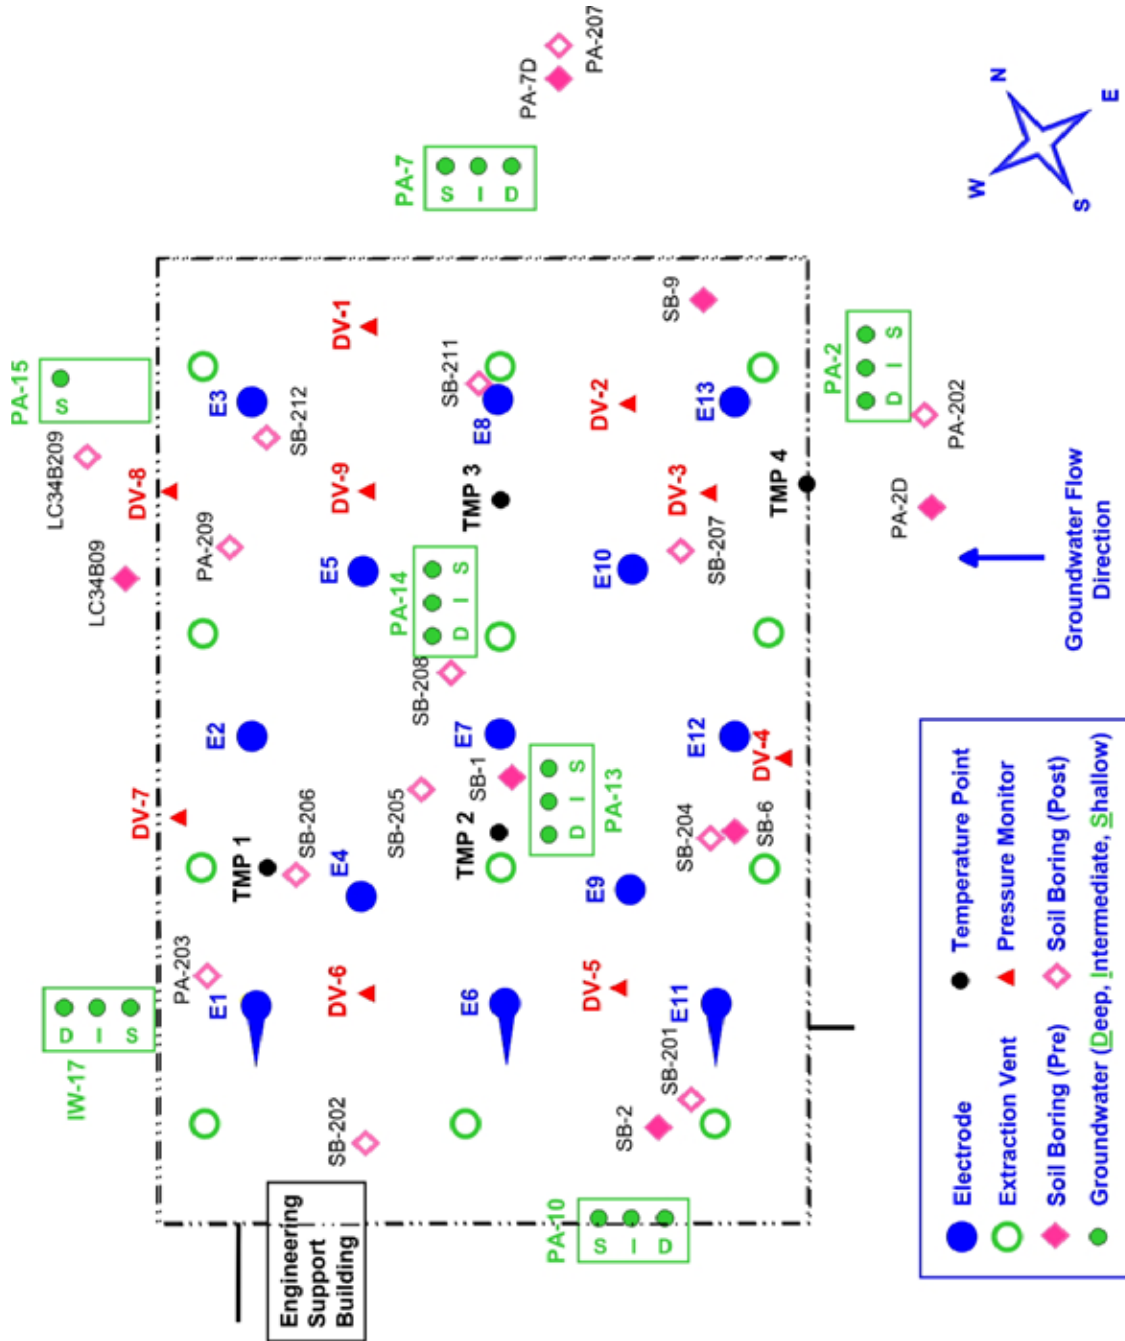 PA-7D
PA-207
PA-7
S
I
D
N
E
W
S
PA-15
S
LC34B209
LC34B09
DV-8
DV-7
PA-209
E3
SB-212
DV-1
DV-9
SB-211
E8
SB-9
DV-2
E13
PA-2
D
I
S
PA-202
PA-2D
TMP 3
TMP 4
DV-3
SB-207
E5
E10
PA-14
D
I
S
SB-208
E2
E7
E12
DV-4
SB-1
PA-13
D
I
S
SB-205
SB-206
TMP 1
TMP 2
E4
E9
SB-204
SB-6
IW-17
D
I
S
PA-203
E1
DV-6
E6
DV-5
E11
SB-201
SB-2
SB-202
PA-10
S
I
D
Engineering
Support
Building
Groundwater Flow
Direction
Electrode
Temperature Point
Extraction Vent
Pressure Monitor
Soil Boring (Pre)
Soil Boring (Post)
Groundwater (Deep, Intermediate, Shallow)